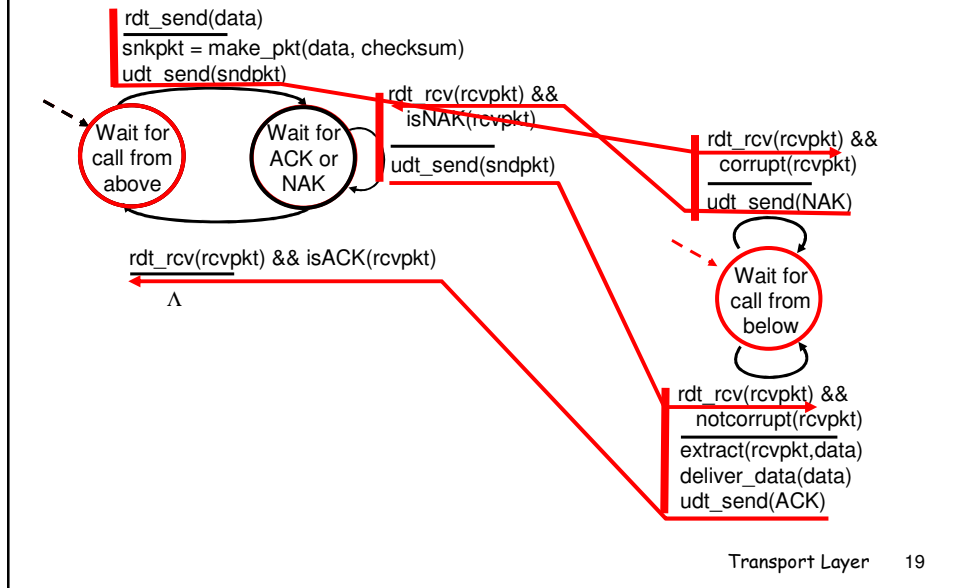 rdt_send(data)
snkpkt = make_pkt(data, checksum)
udt_send(sndpkt)
Wait for
call from
above
Wait for
ACK or
NAK
rdt_rcv(rcvpkt) &&
isNAK(rcvpkt)
udt_send(sndpkt)
rdt_rcv(rcvpkt) &&
corrupt(rcvpkt)
udt_send(NAK)
rdt_rcv(rcvpkt) && isACK(rcvpkt)
Λ
Wait for
call from
below
rdt_rcv(rcvpkt) &&
notcorrupt(rcvpkt)
extract(rcvpkt,data)
deliver_data(data)
udt_send(ACK)
Transport Layer 19